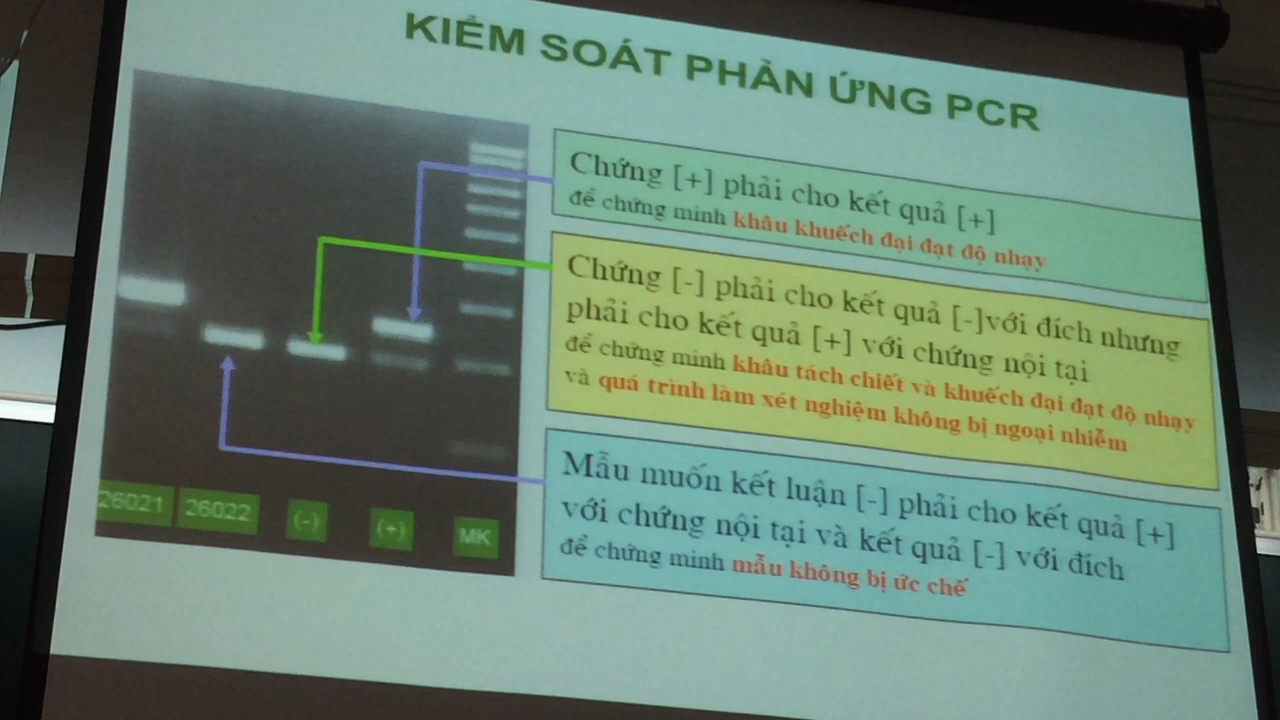 KIỂM SOÁT PHẢN ỨNG PCR
Chứng [+] phải cho kết quả [+]
để chứng minh khâu khuếch đại đạt độ nhạy
Chứng [-] phải cho kết quả [-]với đích nhưng
phải cho kết quả [+] với chứng nội tại
để chứng minh khâu tách chiết và khuếch đại đạt độ nhạy
và quá trình làm xét nghiệm không bị ngoại nhiễm
Mẫu muốn kết luận [-] phải cho kết quả [+]
với chứng nội tại và kết quả [-] với đích
để chứng minh mẫu không bị ức chế
26021 26022 (-) (+) MK